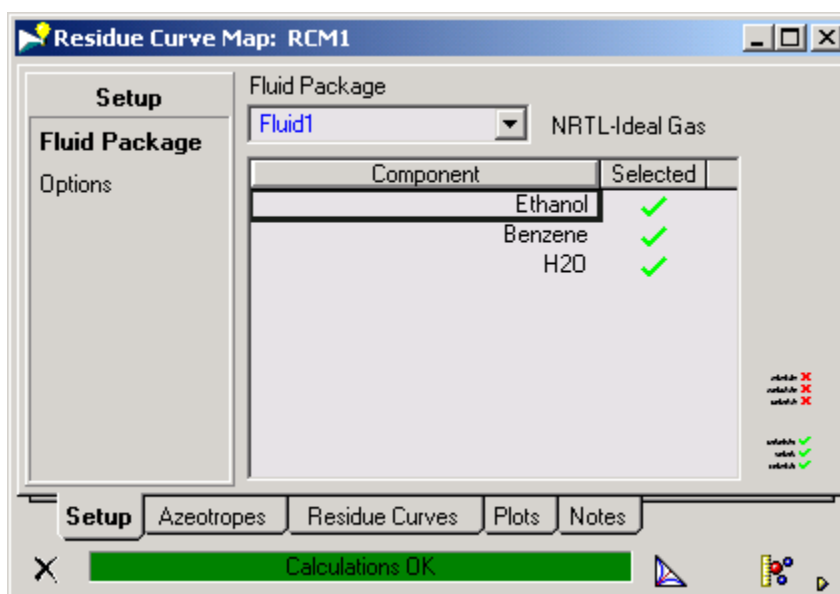 Residue Curve Map: RCM1
Setup
Fluid Package
Options
Fluid Package
Fluid1
NRTL-Ideal Gas
Component Selected
Ethanol
Benzene
H2O
Setup Azeotropes Residue Curves Plots Notes
Calculations OK